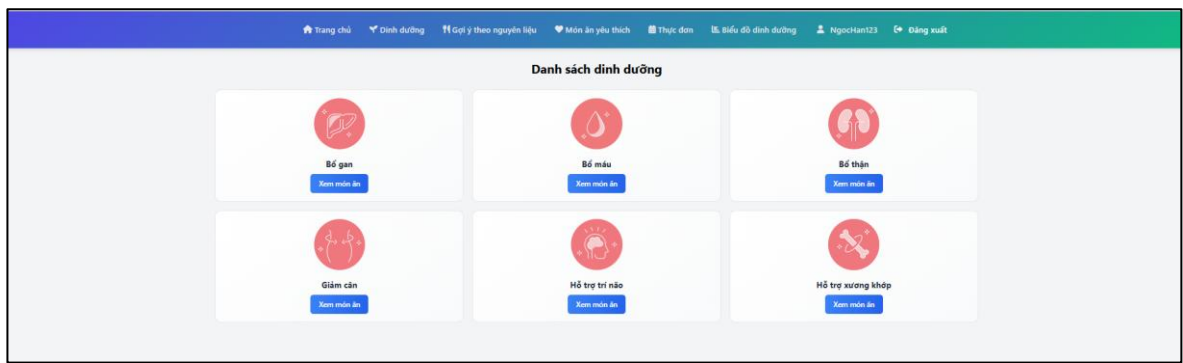 Trang chủ Dinh dưỡng Gợi ý theo nguyên liệu Món ăn yêu thích Thực đơn Biểu đồ dinh dưỡng NgocHan123 Đăng xuất
Danh sách dinh dưỡng
Bổ gan Bổ máu Bổ thận
Xem món ăn Xem món ăn Xem món ăn
Giảm cân Hỗ trợ trí não Hỗ trợ xương khớp
Xem món ăn Xem món ăn Xem món ăn